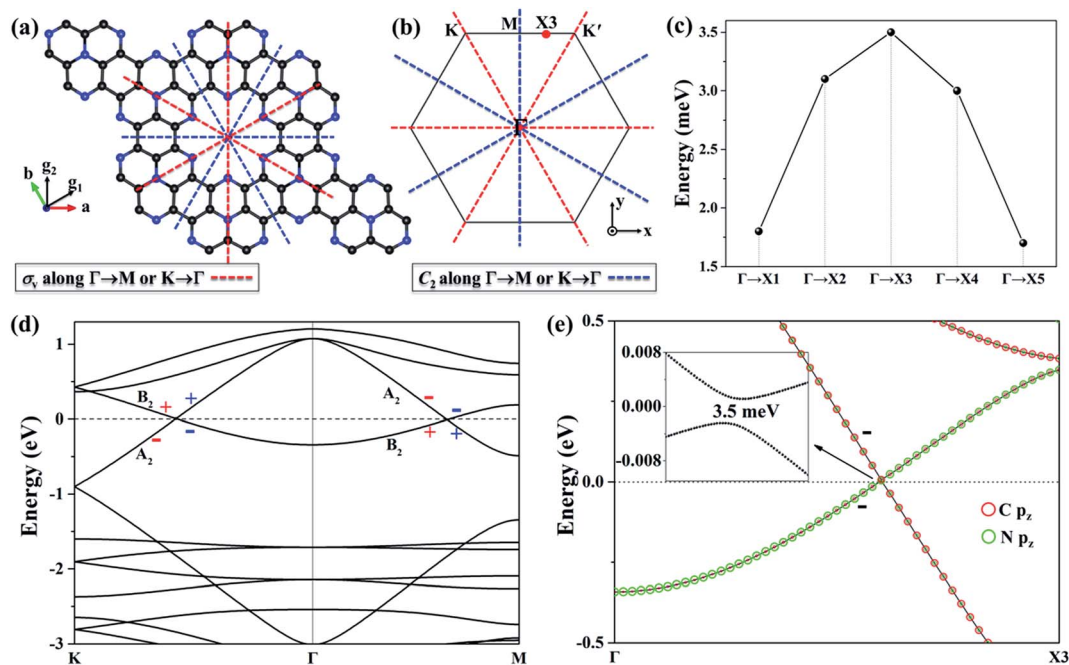 (a)
b
g₂
g₁
a
σᵥ along Γ→M or K→Γ
(b)
K
M
X3
K′
Γ
y
x
C₂ along Γ→M or K→Γ
(c)
Energy (meV)
3.5
3.0
2.5
2.0
1.5
Γ→X1
Γ→X2
Γ→X3
Γ→X4
Γ→X5
(d)
Energy (eV)
1
0
-1
-2
-3
B₂
+
+
-
-
A₂
A₂
-
-
B₂
+
+
K
Γ
M
(e)
Energy (eV)
0.5
0.0
-0.5
0.008
0.000
-0.008
3.5 meV
-
-
C p_z
N p_z
Γ
X3